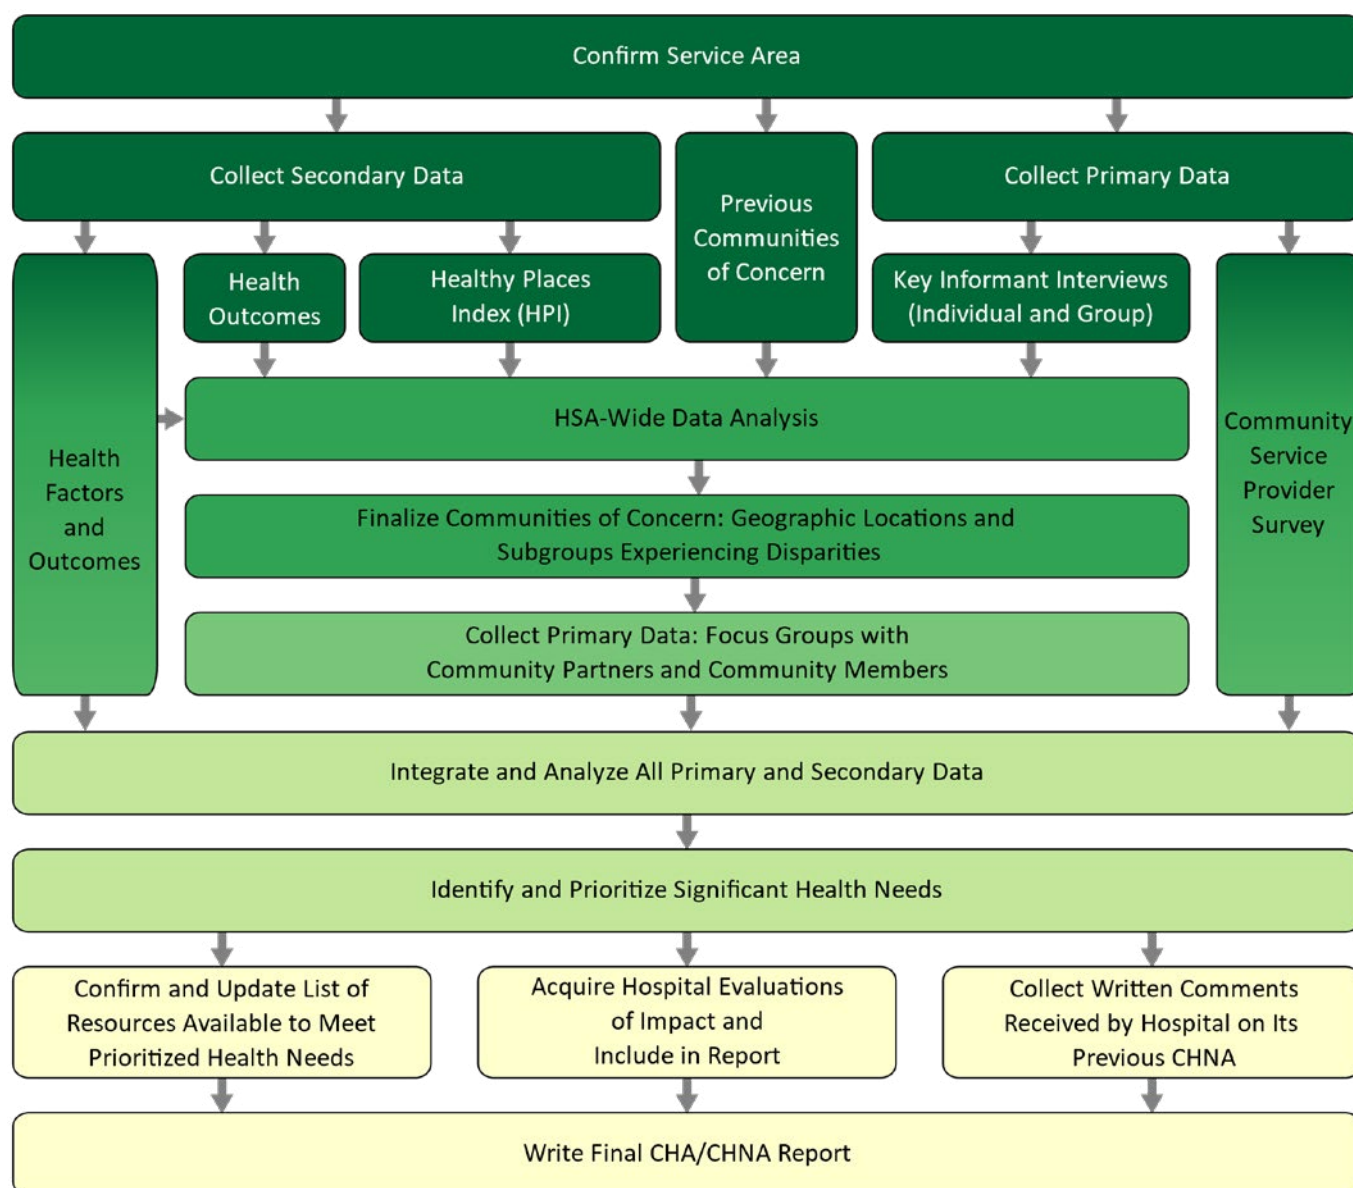 Confirm Service Area
Collect Secondary Data
Previous
Communities
of Concern
Collect Primary Data
Health
Factors
and
Outcomes
Health
Outcomes
Healthy Places
Index (HPI)
Key Informant Interviews
(Individual and Group)
Community
Service
Provider
Survey
HSA-Wide Data Analysis
Finalize Communities of Concern: Geographic Locations and
Subgroups Experiencing Disparities
Collect Primary Data: Focus Groups with
Community Partners and Community Members
Integrate and Analyze All Primary and Secondary Data
Identify and Prioritize Significant Health Needs
Confirm and Update List of
Resources Available to Meet
Prioritized Health Needs
Acquire Hospital Evaluations
of Impact and
Include in Report
Collect Written Comments
Received by Hospital on Its
Previous CHNA
Write Final CHA/CHNA Report